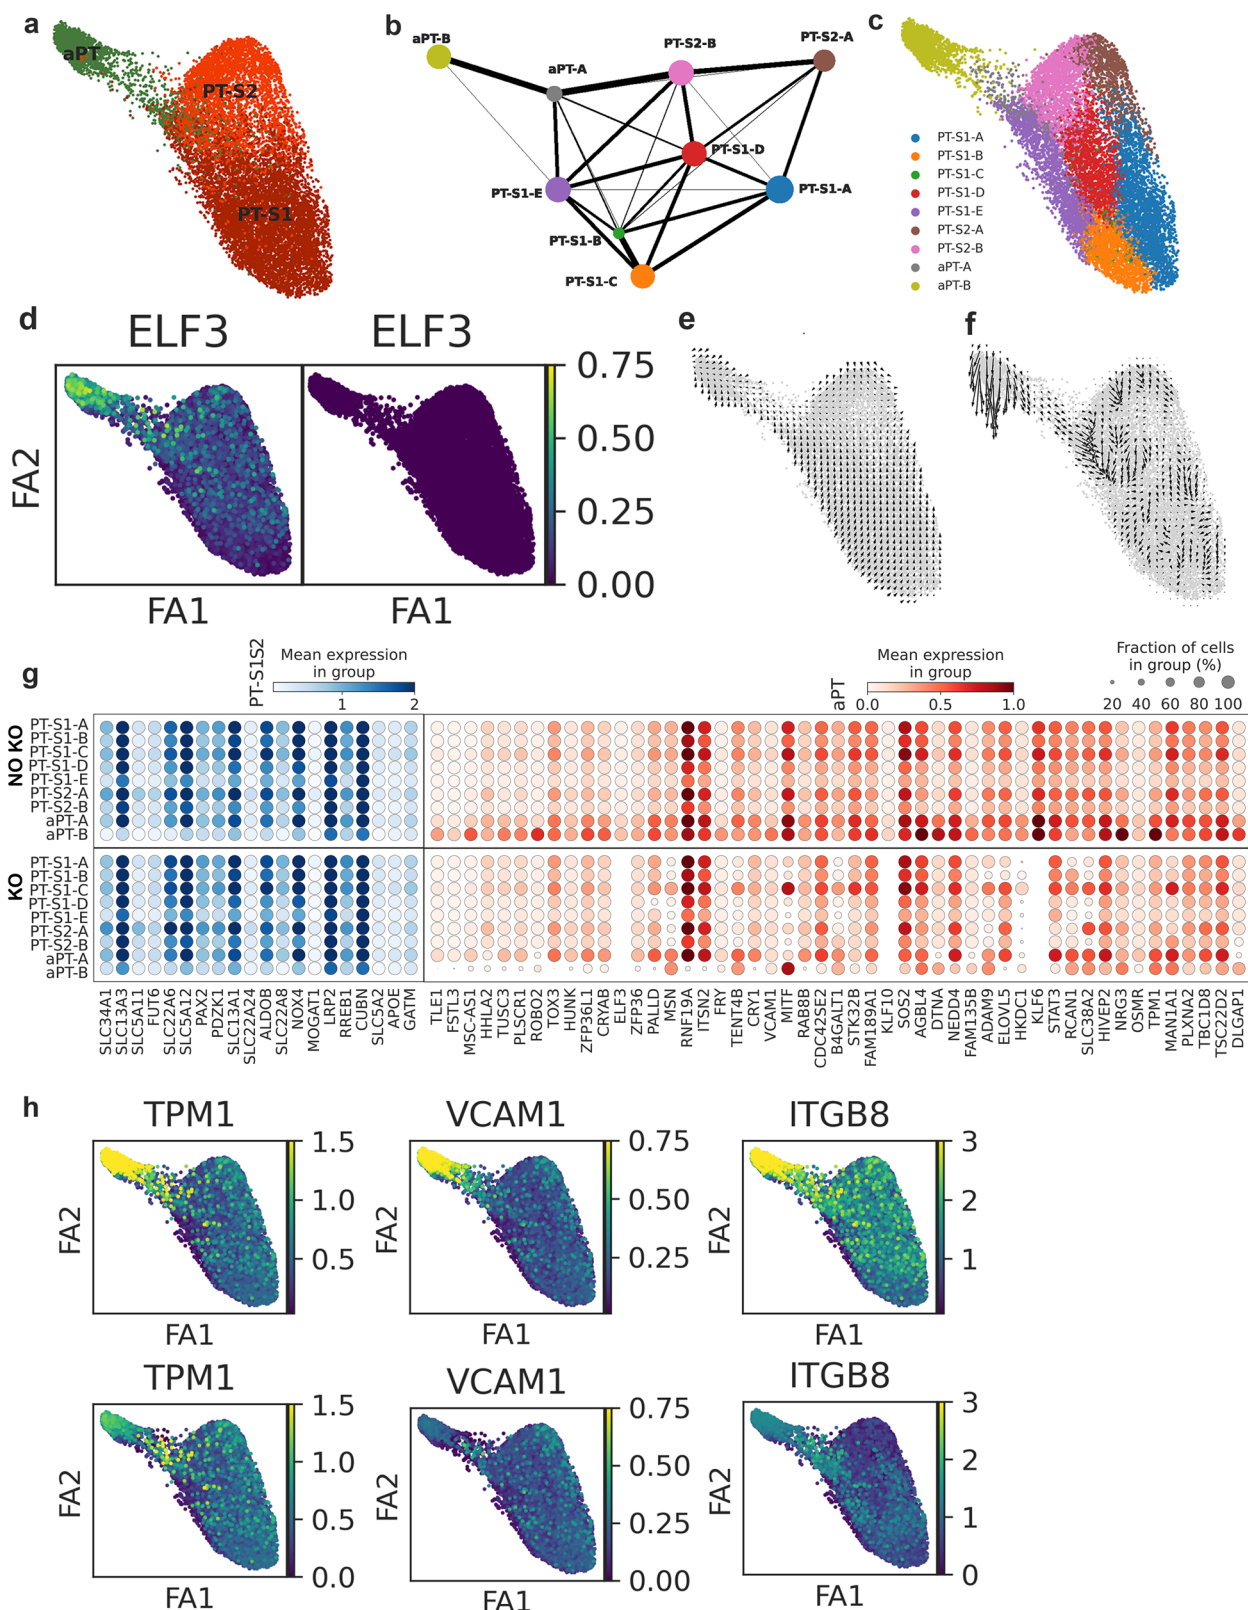 a
aPT
PT-S2
PT-S1
b
aPT-B
aPT-A
PT-S2-B
PT-S2-A
PT-S1-D
PT-S1-E
PT-S1-A
PT-S1-B
PT-S1-C
c
PT-S1-A
PT-S1-B
PT-S1-C
PT-S1-D
PT-S1-E
PT-S2-A
PT-S2-B
aPT-A
aPT-B
d
ELF3 ELF3
0.75
0.50
0.25
0.00
FA2
FA1 FA1
e
f
g
PT-S1S2
Mean expression
in group
1 2
aPT
Mean expression
in group
0.0 0.5 1.0
Fraction of cells
in group (%)
20 40 60 80 100
NO KO
PT-S1-A
PT-S1-B
PT-S1-C
PT-S1-D
PT-S1-E
PT-S2-A
PT-S2-B
aPT-A
aPT-B
KO
PT-S1-A
PT-S1-B
PT-S1-C
PT-S1-D
PT-S1-E
PT-S2-A
PT-S2-B
aPT-A
aPT-B
SLC34A1
SLC13A3
SLC5A11
FUT6
SLC22A6
SLC5A12
PAX2
PDZK1
SLC13A1
SLC22A24
ALDOB
SLC22A8
NOX4
MOGAT1
LRP2
RREB1
CUBN
SLC5A2
APOE
GATM
TLE1
FSTL3
MSC-AS1
HHLA2
TUSC3
PLSCR1
ROBO2
TOX3
HUNK
ZFP36L1
CRYAB
ELF3
ZFP36
PALLD
MSN
RNF19A
ITSN2
FRY
TENT4B
CRY1
VCAM1
MITF
RAB8B
CDC42SE2
B4GALT1
STK32B
FAM189A1
KLF10
SOS2
AGBL4
DTNA
NEDD4
FAM135B
ADAM9
ELOVL5
HKDC1
KLF6
STAT3
RCAN1
SLC38A2
HIVEP2
NRG3
OSMR
TPM1
MAN1A1
PLXNA2
TBC1D8
TSC22D2
DLGAP1
h
TPM1
1.5
1.0
0.5
FA2
FA1
VCAM1
0.75
0.50
0.25
FA2
FA1
ITGB8
3
2
1
FA2
FA1
TPM1
1.5
1.0
0.5
0.0
FA2
FA1
VCAM1
0.75
0.50
0.25
0.00
FA2
FA1
ITGB8
3
2
1
0
FA2
FA1